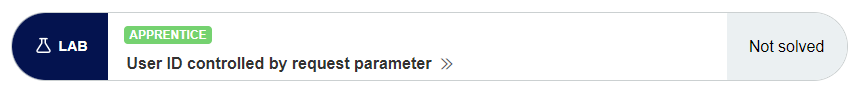 LAB
APPRENTICE
User ID controlled by request parameter
Not solved